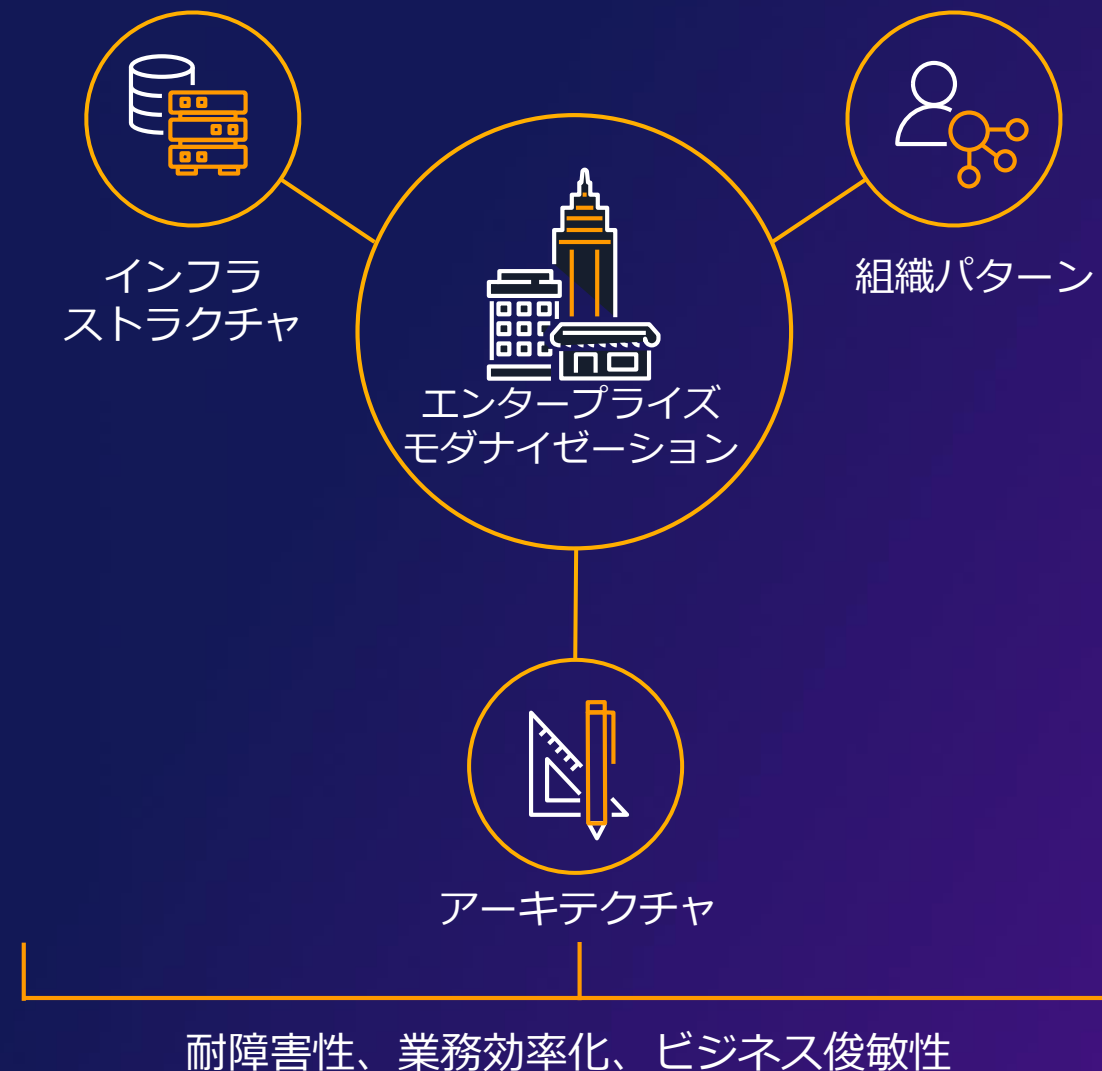 インフラ
ストラクチャ
組織パターン
エンタープライズ
モダナイゼーション
アーキテクチャ
耐障害性、業務効率化、ビジネス俊敏性